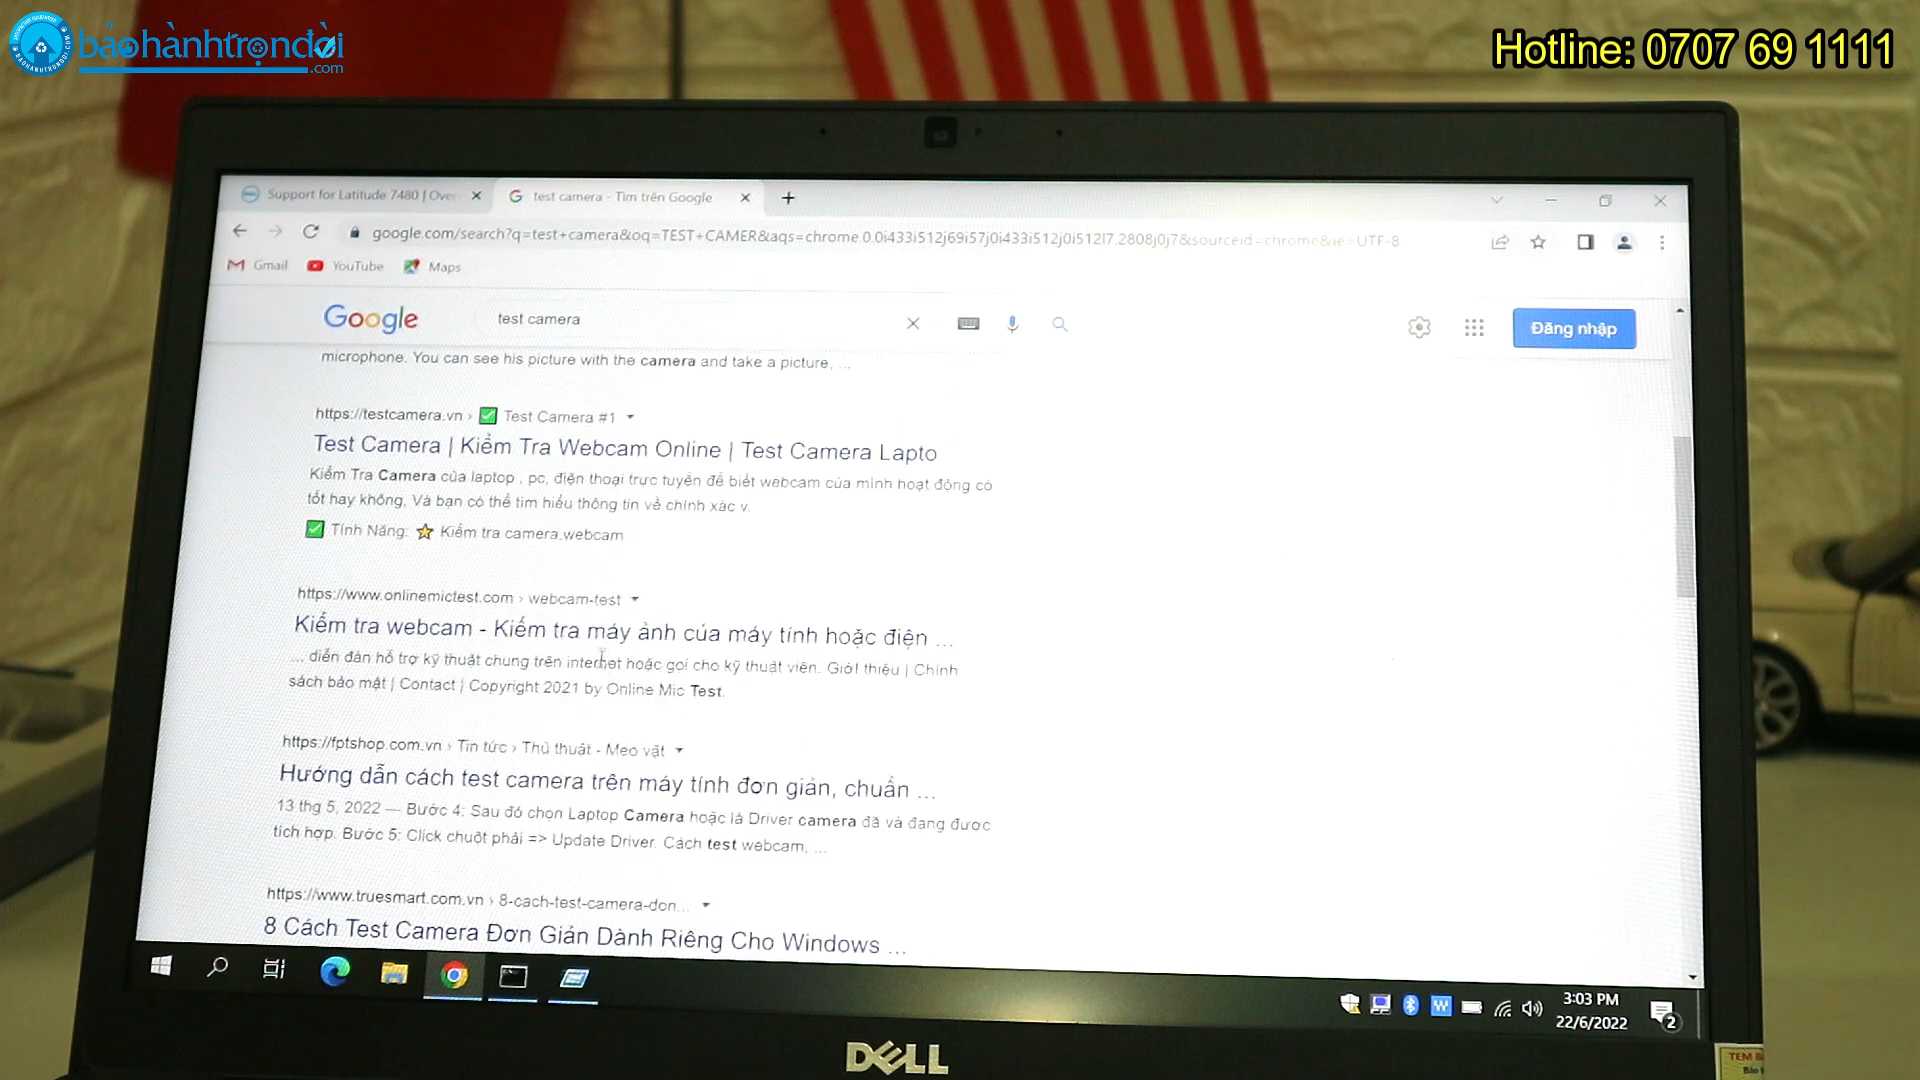 bảohànhtrọnđời
.com
Hotline: 0707 69 1111
Support for Latitude 7480 | Over
test camera - Tìm trên Google
google.com/search?q=test+camera&oq=TEST+CAMER&aqs=chrome.0.0i433i512j69i57j0i433i512j0i512l7.2808j0j7&sourceid=chrome&ie=UTF-8
Gmail YouTube Maps
Google test camera Đăng nhập
microphone. You can see his picture with the camera and take a picture, ...
https://testcamera.vn › ✅ Test Camera #1
Test Camera | Kiểm Tra Webcam Online | Test Camera Lapto
Kiểm Tra Camera của laptop , pc, điện thoại trực tuyến để biết webcam của mình hoạt động có
tốt hay không, Và bạn có thể tìm hiểu thông tin về chính xác v.
✅ Tính Năng: ⭐ Kiểm tra camera,webcam
https://www.onlinemictest.com › webcam-test
Kiểm tra webcam - Kiểm tra máy ảnh của máy tính hoặc điện ...
... diễn đàn hỗ trợ kỹ thuật chung trên internet hoặc gọi cho kỹ thuật viên. Giới thiệu | Chính
sách bảo mật | Contact | Copyright 2021 by Online Mic Test.
https://fptshop.com.vn › Tin tức › Thủ thuật - Mẹo vặt
Hướng dẫn cách test camera trên máy tính đơn giản, chuẩn ...
13 thg 5, 2022 — Bước 4: Sau đó chọn Laptop Camera hoặc là Driver camera đã và đang được
tích hợp. Bước 5: Click chuột phải => Update Driver. Cách test webcam, ...
https://www.truesmart.com.vn › 8-cach-test-camera-don...
8 Cách Test Camera Đơn Giản Dành Riêng Cho Windows ...
3:03 PM
22/6/2022
2
DELL
TEM B